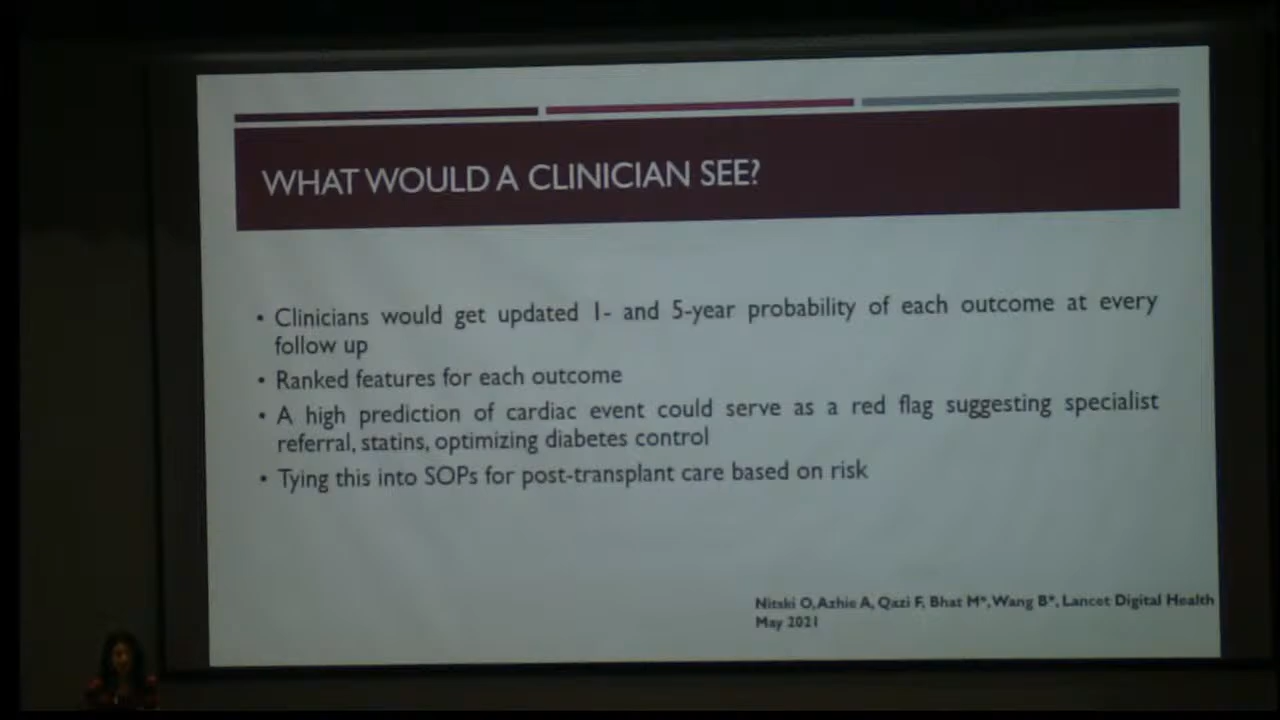 WHAT WOULD A CLINICIAN SEE?
• Clinicians would get updated 1- and 5-year probability of each outcome at every
follow up
• Ranked features for each outcome
• A high prediction of cardiac event could serve as a red flag suggesting specialist
referral, statins, optimizing diabetes control
• Tying this into SOPs for post-transplant care based on risk
Nitski O, Azhie A, Qazi F, Bhat M*, Wang B*, Lancet Digital Health
May 2021